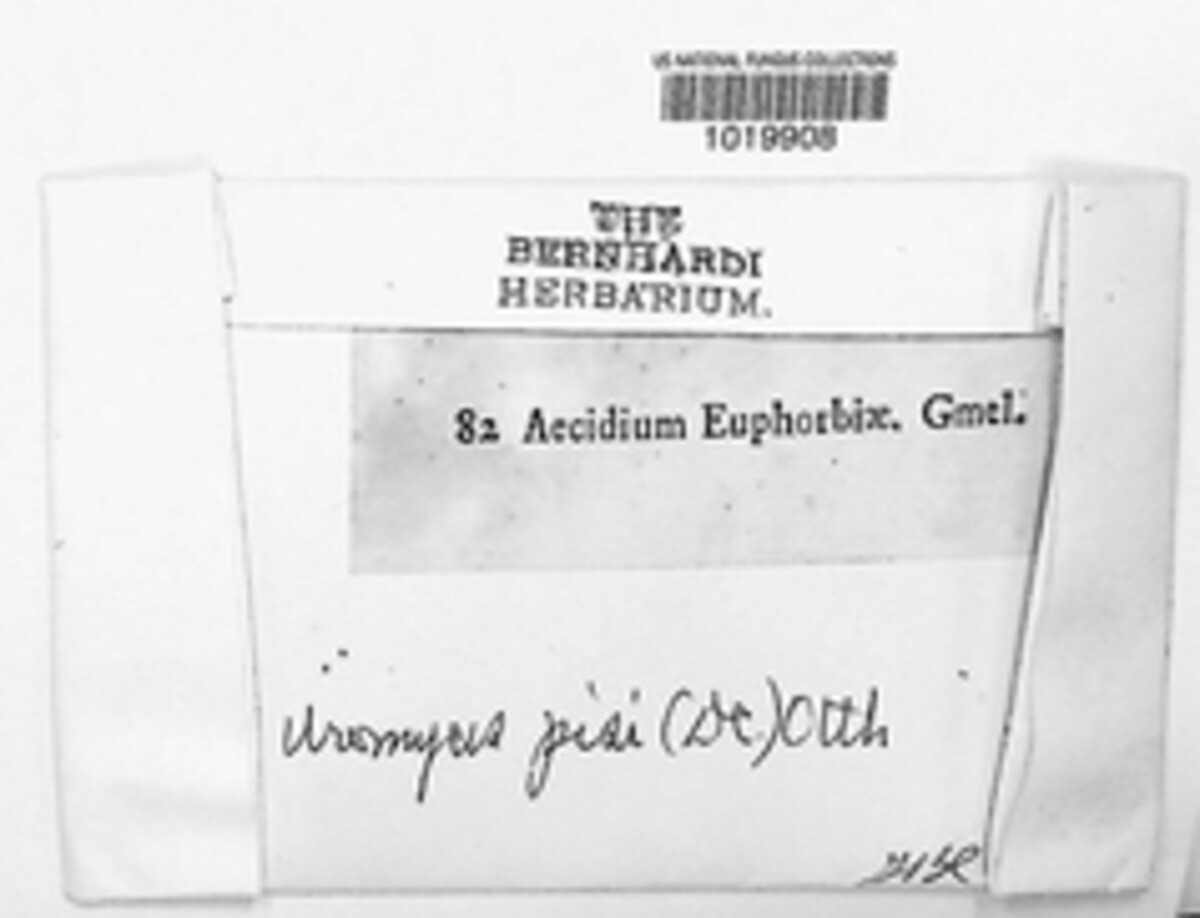 US NATIONAL FUNGUS COLLECTIONS
1019908
THE
BERNHARDI
HERBARIUM.
82 Aecidium Euphorbiæ. Gmel.
Uromyces pisi (DC.) Otth